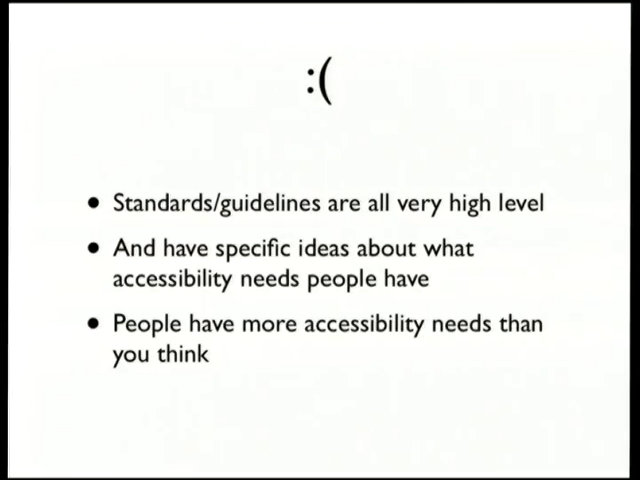 :(
• Standards/guidelines are all very high level
• And have specific ideas about what
accessibility needs people have
• People have more accessibility needs than
you think